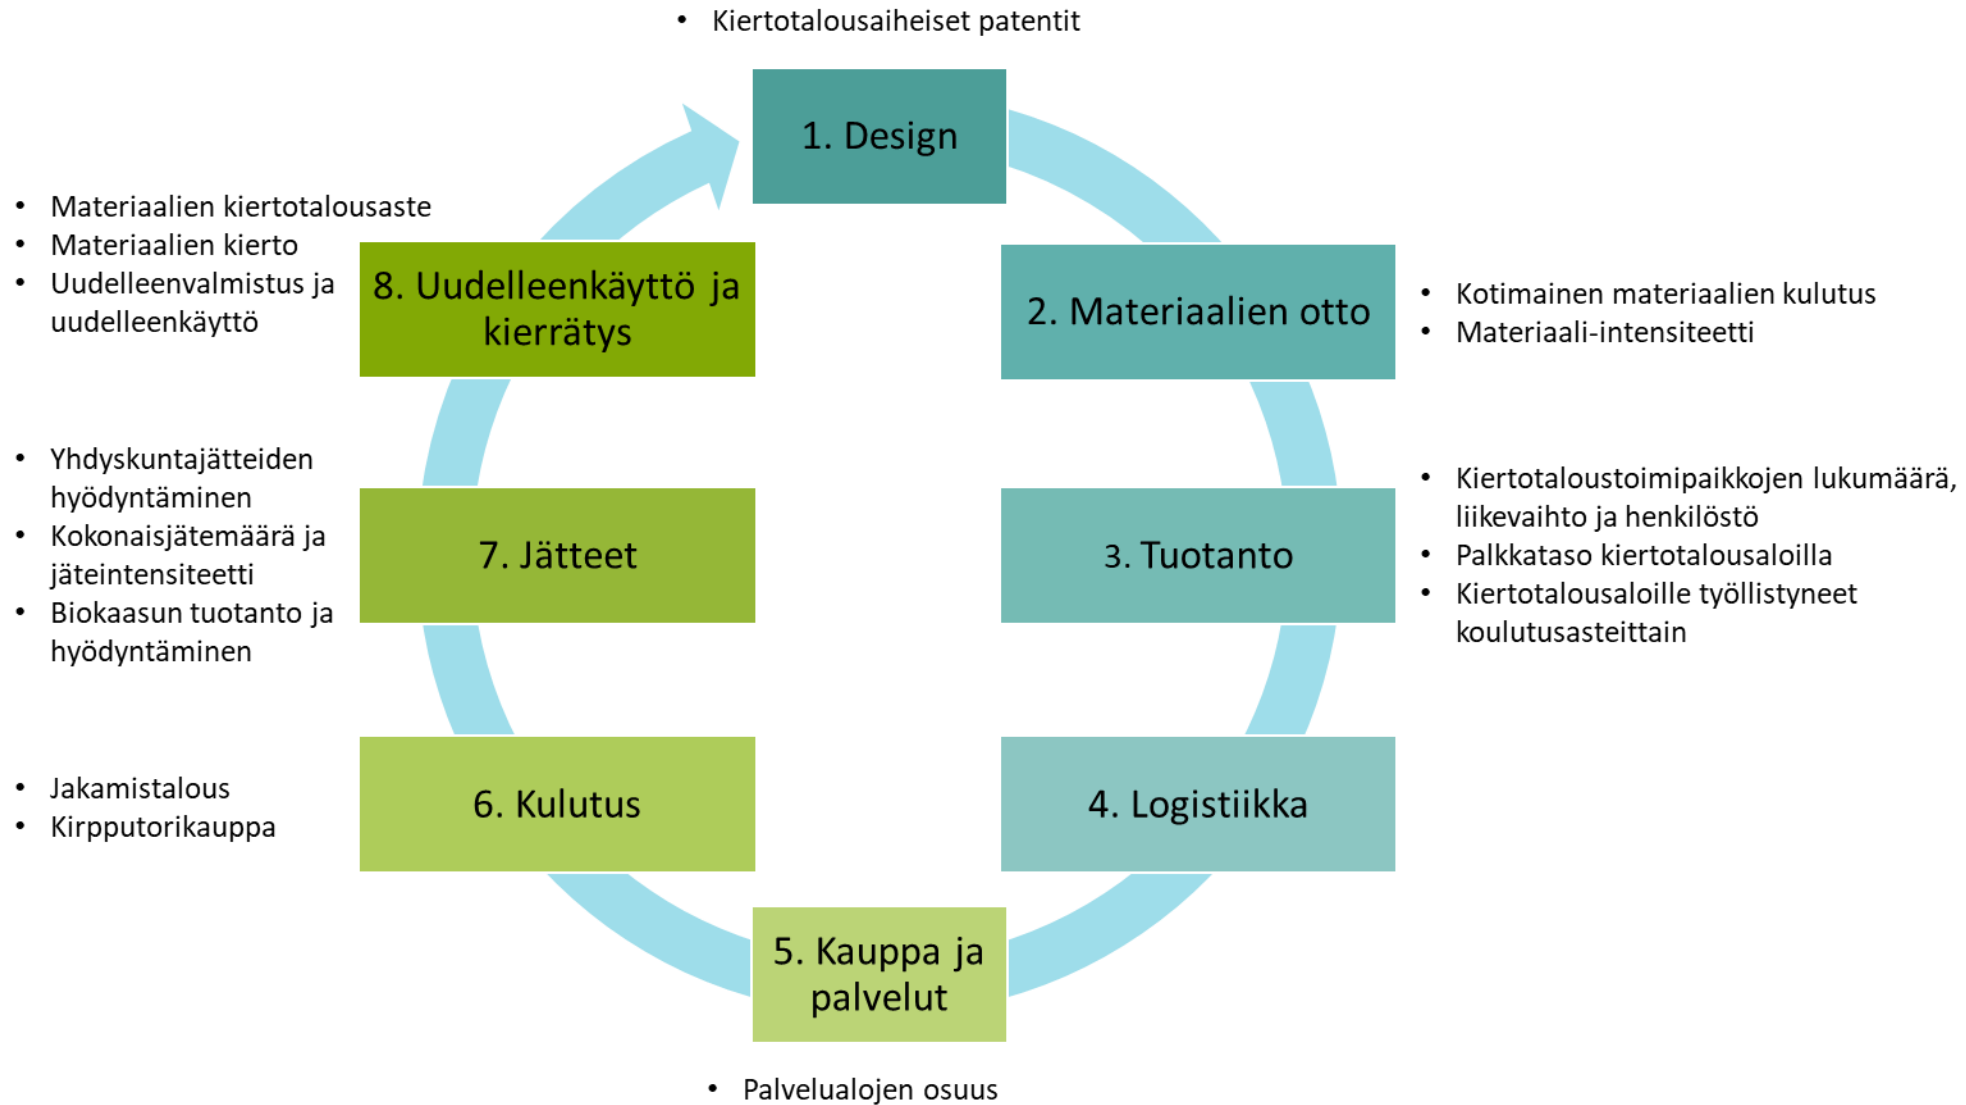 • Kiertotalousaiheiset patentit
1. Design
2. Materiaalien otto
• Kotimainen materiaalien kulutus
• Materiaali-intensiteetti
3. Tuotanto
• Kiertotaloustoimipaikkojen lukumäärä,
liikevaihto ja henkilöstö
• Palkkataso kiertotalousaloilla
• Kiertotalousaloille työllistyneet
koulutusasteittain
4. Logistiikka
5. Kauppa ja
palvelut
• Palvelualojen osuus
6. Kulutus
• Jakamistalous
• Kirpputorikauppa
7. Jätteet
• Yhdyskuntajätteiden
hyödyntäminen
• Kokonaisjätemäärä ja
jäteintensiteetti
• Biokaasun tuotanto ja
hyödyntäminen
8. Uudelleenkäyttö ja
kierrätys
• Materiaalien kiertotalousaste
• Materiaalien kierto
• Uudelleenvalmistus ja
uudelleenkäyttö